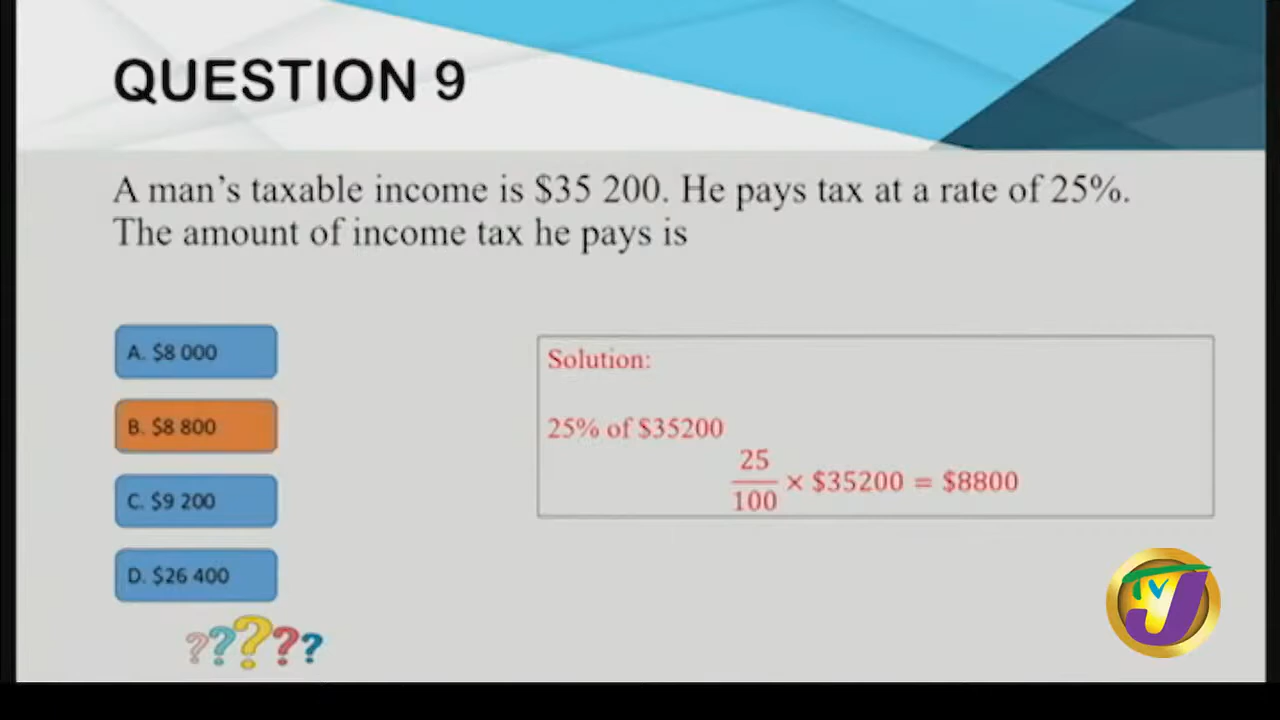 QUESTION 9
A man's taxable income is $35 200. He pays tax at a rate of 25%.
The amount of income tax he pays is
A. $8 000
B. $8 800
C. $9 200
D. $26 400
Solution:
25% of $35200
25/100 × $35200 = $8800
?????
TVJ